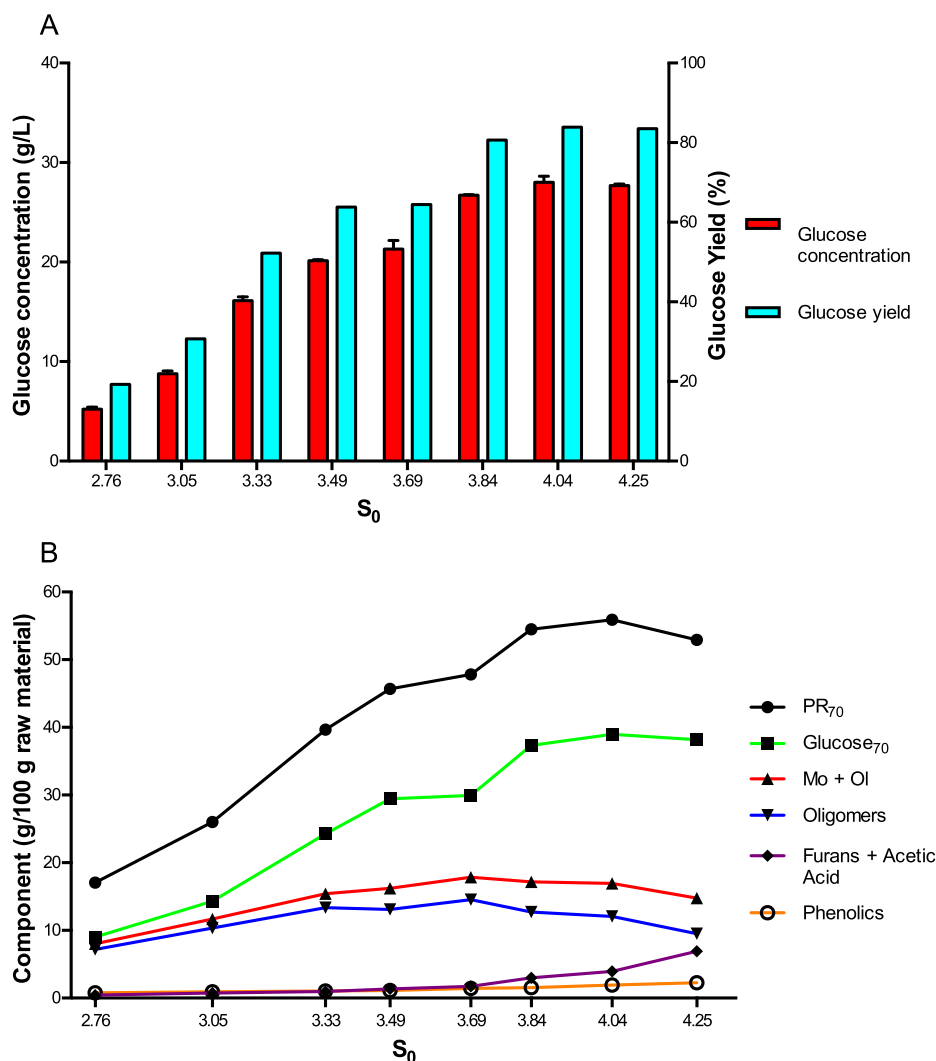 A
Glucose concentration (g/L)
40
30
20
10
0
2.76 3.05 3.33 3.49 3.69 3.84 4.04 4.25
S0
100
80
60
40
20
0
Glucose Yield (%)
Glucose
concentration
Glucose yield
B
Component (g/100 g raw material)
60
50
40
30
20
10
0
2.76 3.05 3.33 3.49 3.69 3.84 4.04 4.25
S0
PR70
Glucose70
Mo + Ol
Oligomers
Furans + Acetic
Acid
Phenolics